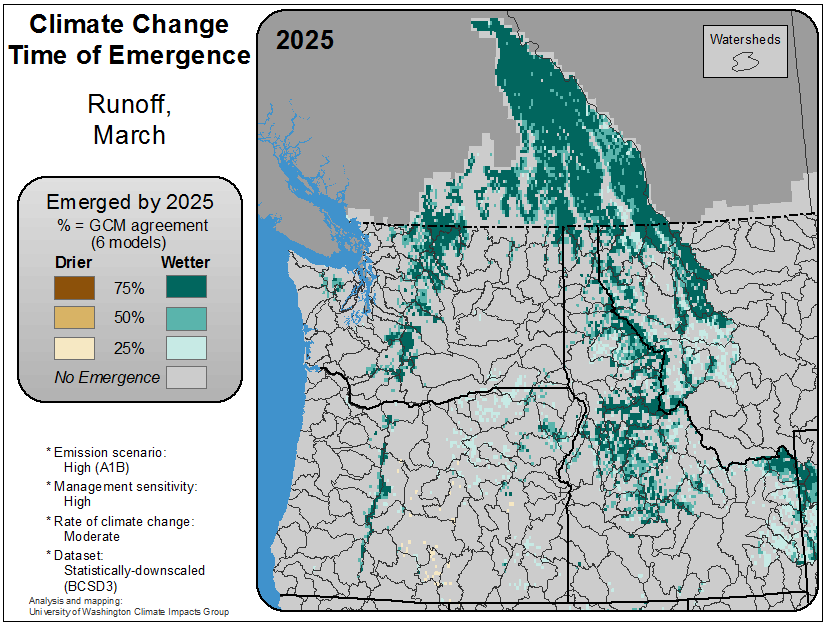 Climate Change
Time of Emergence
Runoff,
March
Emerged by 2025
% = GCM agreement
(6 models)
Drier Wetter
75%
50%
25%
No Emergence
* Emission scenario:
High (A1B)
* Management sensitivity:
High
* Rate of climate change:
Moderate
* Dataset:
Statistically-downscaled
(BCSD3)
Analysis and mapping:
University of Washington Climate Impacts Group
2025
Watersheds